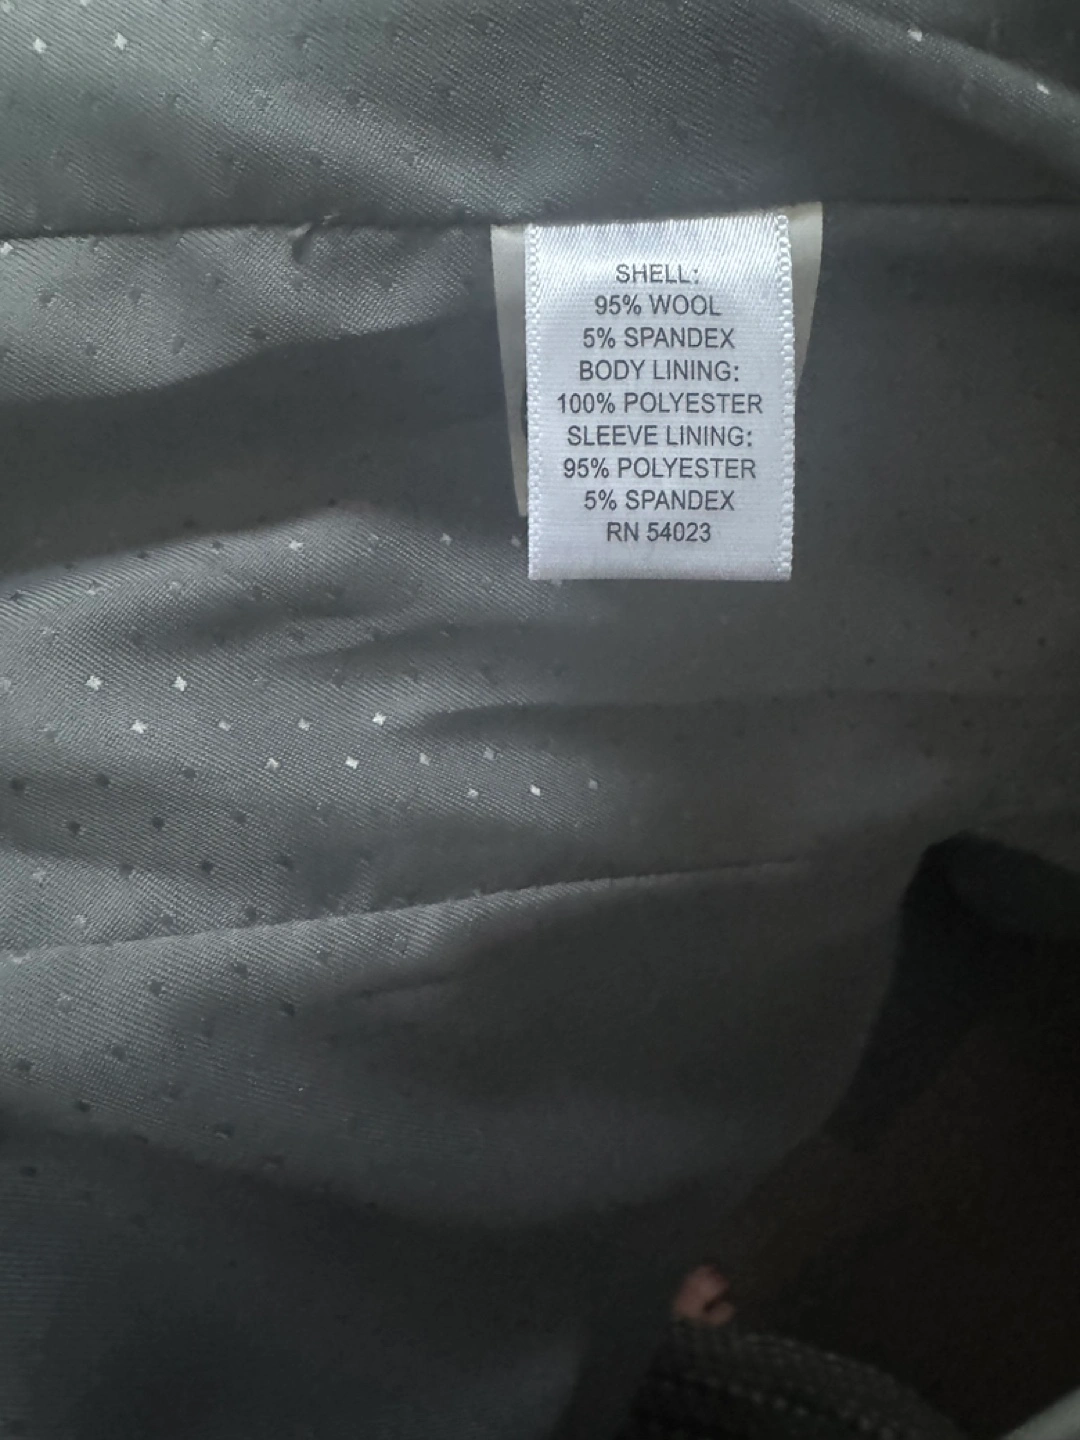 SHELL:
95% WOOL
5% SPANDEX
BODY LINING:
100% POLYESTER
SLEEVE LINING:
95% POLYESTER
5% SPANDEX
RN 54023